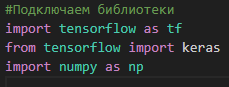 #Подключаем библиотеки
import tensorflow as tf
from tensorflow import keras
import numpy as np